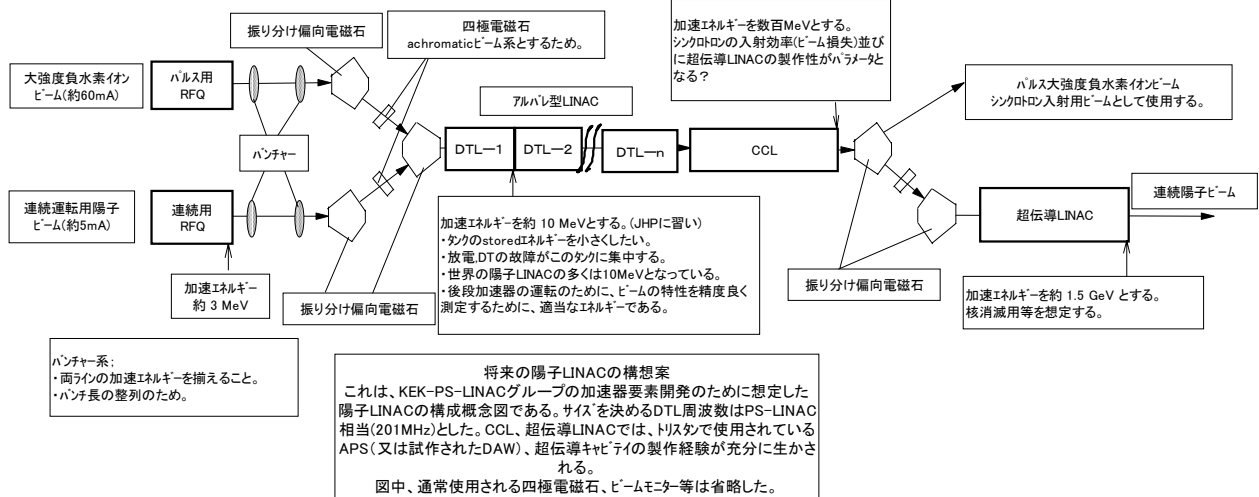 振り分け偏向電磁石
四極電磁石
achromaticビーム系とするため。
加速エネルギーを数百MeVとする。
シンクロトロンの入射効率(ビーム損失)並び
に超伝導LINACの製作性がパラメータと
なる？
大強度負水素イオン
ビーム(約60mA)
パルス用
RFQ
アルバレ型LINAC
パルス大強度負水素イオンビーム
シンクロトロン入射用ビームとして使用する。
バンチャー
DTL－1
DTL－2
DTL－n
CCL
連続運転用陽子
ビーム(約5mA)
連続用
RFQ
超伝導LINAC
連続陽子ビーム
加速エネルギーを約 10 MeVとする。(JHPに習い)
・タンクのstoredエネルギーを小さくしたい。
・放電,DTの故障がこのタンクに集中する。
・世界の陽子LINACの多くは10MeVとなっている。
・後段加速器の運転のために、ビームの特性を精度良く
測定するために、適当なエネルギーである。
加速エネルギー
約 3 MeV
振り分け偏向電磁石
振り分け偏向電磁石
加速エネルギーを約 1.5 GeV とする。
核消滅用等を想定する。
バンチャー系；
・両ラインの加速エネルギーを揃えること。
・バンチ長の整列のため。
将来の陽子LINACの構想案
これは、KEK-PS-LINACグループの加速器要素開発のために想定した
陽子LINACの構成概念図である。サイズを決めるDTL周波数はPS-LINAC
相当(201MHz)とした。CCL、超伝導LINACでは、トリスタンで使用されている
APS(又は試作されたDAW)、超伝導キャビテイの製作経験が充分に生かさ
れる。
図中、通常使用される四極電磁石、ビームモニター等は省略した。